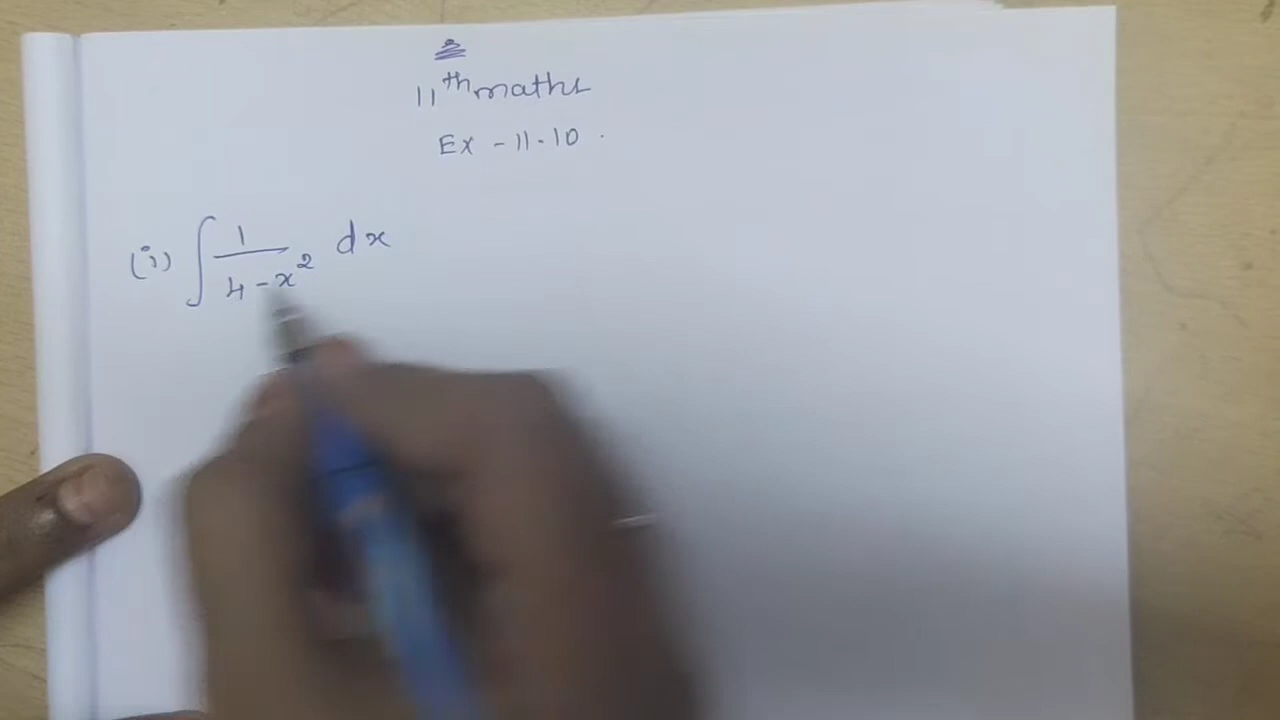 11th maths
Ex - 11.10.
(i) ∫ 1/(4-x²) dx